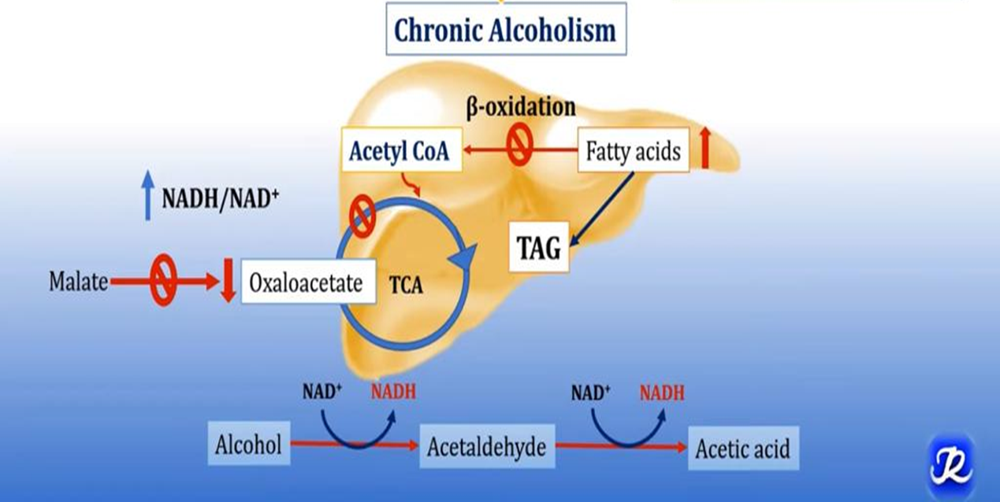 Chronic Alcoholism
β-oxidation
Acetyl CoA
Fatty acids
NADH/NAD⁺
TAG
Malate
Oxaloacetate
TCA
NAD⁺ NADH
NAD⁺ NADH
Alcohol
Acetaldehyde
Acetic acid
R